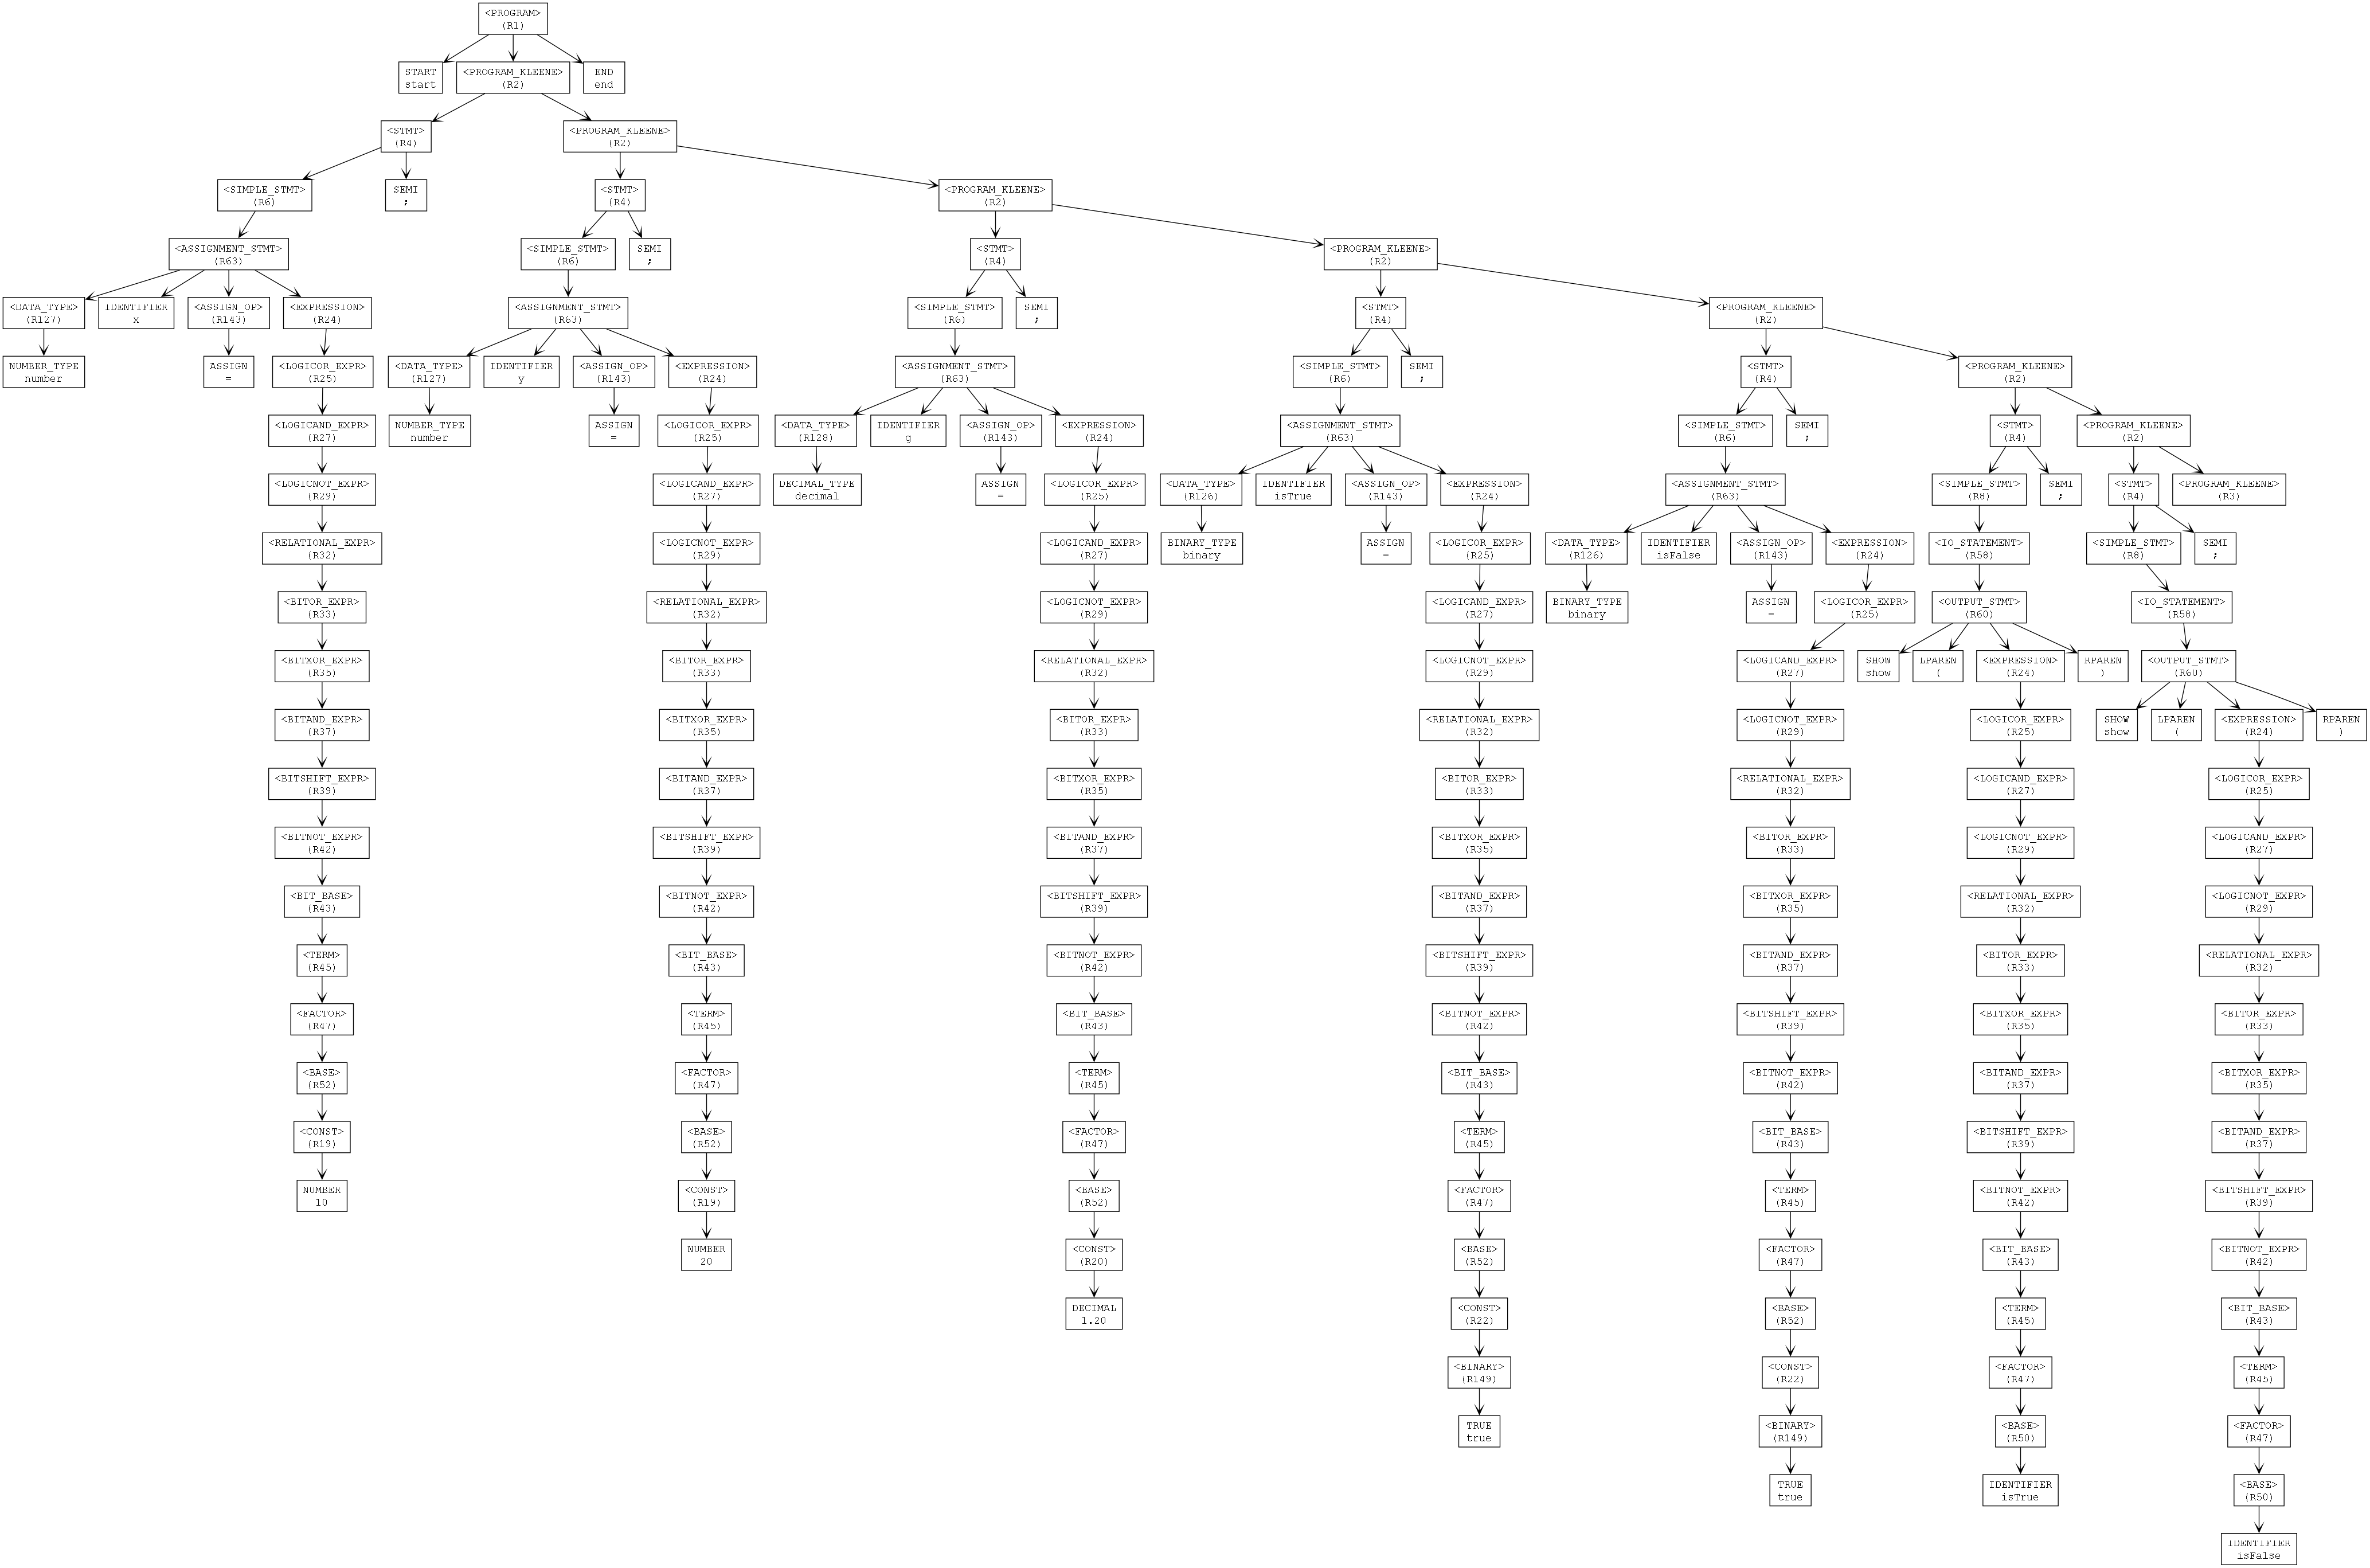 <PROGRAM>
(R1)
START
start
<PROGRAM_KLEENE>
(R2)
END
end
<STMT>
(R4)
<PROGRAM_KLEENE>
(R2)
<SIMPLE_STMT>
(R6)
SEMI
;
<STMT>
(R4)
<PROGRAM_KLEENE>
(R2)
<ASSIGNMENT_STMT>
(R63)
<SIMPLE_STMT>
(R6)
SEMI
;
<STMT>
(R4)
<PROGRAM_KLEENE>
(R2)
<DATA_TYPE>
(R127)
IDENTIFIER
x
<ASSIGN_OP>
(R143)
<EXPRESSION>
(R24)
<ASSIGNMENT_STMT>
(R63)
<SIMPLE_STMT>
(R6)
SEMI
;
<STMT>
(R4)
<PROGRAM_KLEENE>
(R2)
NUMBER_TYPE
number
ASSIGN
=
<LOGICOR_EXPR>
(R25)
<DATA_TYPE>
(R127)
IDENTIFIER
y
<ASSIGN_OP>
(R143)
<EXPRESSION>
(R24)
<ASSIGNMENT_STMT>
(R63)
<SIMPLE_STMT>
(R6)
SEMI
;
<STMT>
(R4)
<PROGRAM_KLEENE>
(R2)
<LOGICAND_EXPR>
(R27)
NUMBER_TYPE
number
ASSIGN
=
<LOGICOR_EXPR>
(R25)
<DATA_TYPE>
(R128)
IDENTIFIER
g
<ASSIGN_OP>
(R143)
<EXPRESSION>
(R24)
<ASSIGNMENT_STMT>
(R63)
<SIMPLE_STMT>
(R6)
SEMI
;
<STMT>
(R4)
<PROGRAM_KLEENE>
(R2)
<LOGICNOT_EXPR>
(R29)
<LOGICAND_EXPR>
(R27)
DECIMAL_TYPE
decimal
ASSIGN
=
<LOGICOR_EXPR>
(R25)
<DATA_TYPE>
(R126)
IDENTIFIER
isTrue
<ASSIGN_OP>
(R143)
<EXPRESSION>
(R24)
<ASSIGNMENT_STMT>
(R63)
<SIMPLE_STMT>
(R8)
SEMI
;
<STMT>
(R4)
<PROGRAM_KLEENE>
(R3)
<RELATIONAL_EXPR>
(R32)
<LOGICNOT_EXPR>
(R29)
<LOGICAND_EXPR>
(R27)
BINARY_TYPE
binary
ASSIGN
=
<LOGICOR_EXPR>
(R25)
<DATA_TYPE>
(R126)
IDENTIFIER
isFalse
<ASSIGN_OP>
(R143)
<EXPRESSION>
(R24)
<IO_STATEMENT>
(R58)
<SIMPLE_STMT>
(R8)
SEMI
;
<BITOR_EXPR>
(R33)
<RELATIONAL_EXPR>
(R32)
<LOGICNOT_EXPR>
(R29)
<LOGICAND_EXPR>
(R27)
BINARY_TYPE
binary
ASSIGN
=
<LOGICOR_EXPR>
(R25)
<OUTPUT_STMT>
(R60)
<IO_STATEMENT>
(R58)
<BITXOR_EXPR>
(R35)
<BITOR_EXPR>
(R33)
<RELATIONAL_EXPR>
(R32)
<LOGICNOT_EXPR>
(R29)
<LOGICAND_EXPR>
(R27)
SHOW
show
LPAREN
(
<EXPRESSION>
(R24)
RPAREN
)
<OUTPUT_STMT>
(R60)
<BITAND_EXPR>
(R37)
<BITXOR_EXPR>
(R35)
<BITOR_EXPR>
(R33)
<RELATIONAL_EXPR>
(R32)
<LOGICNOT_EXPR>
(R29)
<LOGICOR_EXPR>
(R25)
SHOW
show
LPAREN
(
<EXPRESSION>
(R24)
RPAREN
)
<BITSHIFT_EXPR>
(R39)
<BITAND_EXPR>
(R37)
<BITXOR_EXPR>
(R35)
<BITOR_EXPR>
(R33)
<RELATIONAL_EXPR>
(R32)
<LOGICAND_EXPR>
(R27)
<LOGICOR_EXPR>
(R25)
<BITNOT_EXPR>
(R42)
<BITSHIFT_EXPR>
(R39)
<BITAND_EXPR>
(R37)
<BITXOR_EXPR>
(R35)
<BITOR_EXPR>
(R33)
<LOGICNOT_EXPR>
(R29)
<LOGICAND_EXPR>
(R27)
<BIT_BASE>
(R43)
<BITNOT_EXPR>
(R42)
<BITSHIFT_EXPR>
(R39)
<BITAND_EXPR>
(R37)
<BITXOR_EXPR>
(R35)
<RELATIONAL_EXPR>
(R32)
<LOGICNOT_EXPR>
(R29)
<TERM>
(R45)
<BIT_BASE>
(R43)
<BITNOT_EXPR>
(R42)
<BITSHIFT_EXPR>
(R39)
<BITAND_EXPR>
(R37)
<BITOR_EXPR>
(R33)
<RELATIONAL_EXPR>
(R32)
<FACTOR>
(R47)
<TERM>
(R45)
<BIT_BASE>
(R43)
<BITNOT_EXPR>
(R42)
<BITSHIFT_EXPR>
(R39)
<BITXOR_EXPR>
(R35)
<BITOR_EXPR>
(R33)
<BASE>
(R52)
<FACTOR>
(R47)
<TERM>
(R45)
<BIT_BASE>
(R43)
<BITNOT_EXPR>
(R42)
<BITAND_EXPR>
(R37)
<BITXOR_EXPR>
(R35)
<CONST>
(R19)
<BASE>
(R52)
<FACTOR>
(R47)
<TERM>
(R45)
<BIT_BASE>
(R43)
<BITSHIFT_EXPR>
(R39)
<BITAND_EXPR>
(R37)
NUMBER
10
<CONST>
(R19)
<BASE>
(R52)
<FACTOR>
(R47)
<TERM>
(R45)
<BITNOT_EXPR>
(R42)
<BITSHIFT_EXPR>
(R39)
NUMBER
20
<CONST>
(R20)
<BASE>
(R52)
<FACTOR>
(R47)
<BIT_BASE>
(R43)
<BITNOT_EXPR>
(R42)
DECIMAL
1.20
<CONST>
(R22)
<BASE>
(R52)
<TERM>
(R45)
<BIT_BASE>
(R43)
<BINARY>
(R149)
<CONST>
(R22)
<FACTOR>
(R47)
<TERM>
(R45)
TRUE
true
<BINARY>
(R149)
<BASE>
(R50)
<FACTOR>
(R47)
TRUE
true
IDENTIFIER
isTrue
<BASE>
(R50)
IDENTIFIER
isFalse